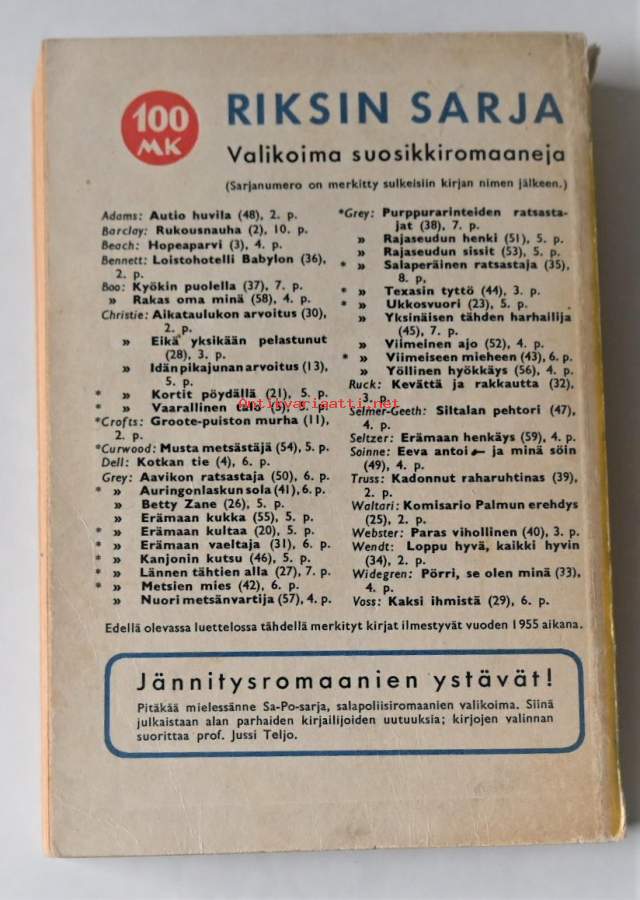 100
MK
RIKSIN SARJA
Valikoima suosikkiromaaneja
(Sarjanumero on merkitty sulkeisiin kirjan nimen jälkeen.)
Adams: Autio huvila (48), 2. p.
Barclay: Rukousnauha (2), 10. p.
Beach: Hopeaparvi (3), 4. p.
Bennett: Loistohotelli Babylon (36),
2. p.
Boo: Kyökin puolella (37), 7. p.
» Rakas oma minä (58), 4. p.
Christie: Aikataulukon arvoitus (30),
2. p.
» Eikä yksikään pelastunut
(28), 3. p.
» Idän pikajunan arvoitus (13),
5. p.
* » Kortit pöydällä (21), 5. p.
* » Vaarallinen talo (5), 5. p.
*Crofts: Groote-puiston murha (11),
2. p.
*Curwood: Musta metsästäjä (54), 5. p.
Dell: Kotkan tie (4), 6. p.
Grey: Aavikon ratsastaja (50), 6. p.
* » Auringonlaskun sola (41), 6. p.
» Betty Zane (26), 5. p.
» Erämaan kukka (55), 5. p.
* » Erämaan kultaa (20), 5. p.
* » Erämaan vaeltaja (31), 6. p.
* » Kanjonin kutsu (46), 5. p.
* » Lännen tähtien alla (27), 7. p.
* » Metsien mies (42), 6. p.
» Nuori metsänvartija (57), 4. p.
*Grey: Purppurarinteiden ratsasta-
jat (38), 7. p.
» Rajaseudun henki (51), 5. p.
» Rajaseudun sissit (53), 5. p.
* » Salaperäinen ratsastaja (35),
8. p.
* » Texasin tyttö (44), 3. p.
* » Ukkosvuori (23), 5. p.
» Yksinäisen tähden harhailija
(45), 7. p.
» Viimeinen ajo (52), 4. p.
* » Viimeiseen mieheen (43), 6. p.
» Yöllinen hyökkäys (56), 4. p.
Ruck: Kevättä ja rakkautta (32),
3. p.
Selmer-Geeth: Siltalan pehtori (47),
4. p.
Seltzer: Erämaan henkäys (59), 4. p.
Soinne: Eeva antoi — ja minä söin
(49), 4. p.
Truss: Kadonnut raharuhtinas (39),
2. p.
Waltari: Komisario Palmun erehdys
(25), 2. p.
Webster: Paras vihollinen (40), 3. p.
Wendt: Loppu hyvä, kaikki hyvin
(34), 2. p.
Widegren: Pörri, se olen minä (33),
4. p.
Voss: Kaksi ihmistä (29), 6. p.
Antikvariaatti.net
Edellä olevassa luettelossa tähdellä merkityt kirjat ilmestyvät vuoden 1955 aikana.
Jännitysromaanien ystävät!
Pitäkää mielessänne Sa-Po-sarja, salapoliisiromaanien valikoima. Siinä
julkaistaan alan parhaiden kirjailijoiden uutuuksia; kirjojen valinnan
suorittaa prof. Jussi Teljo.